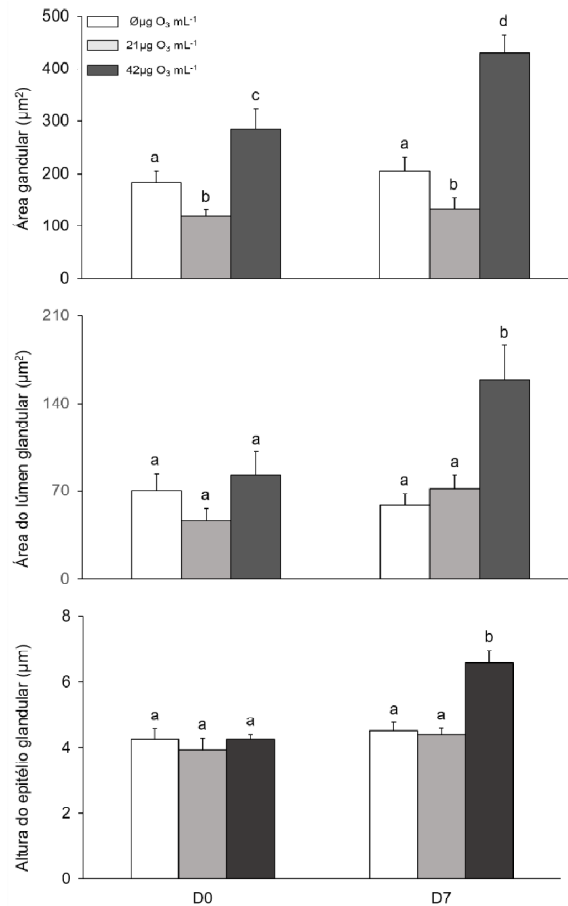 500
400
300
200
100
0
Área gandular (µm²)
Øµg O₃ mL⁻¹
21µg O₃ mL⁻¹
42µg O₃ mL⁻¹
a
b
c
a
b
d
210
140
70
0
Área do lúmen glandular (µm²)
a
a
a
a
a
b
8
6
4
2
0
Altura do epitélio glandular (µm)
a
a
a
a
a
b
D0
D7